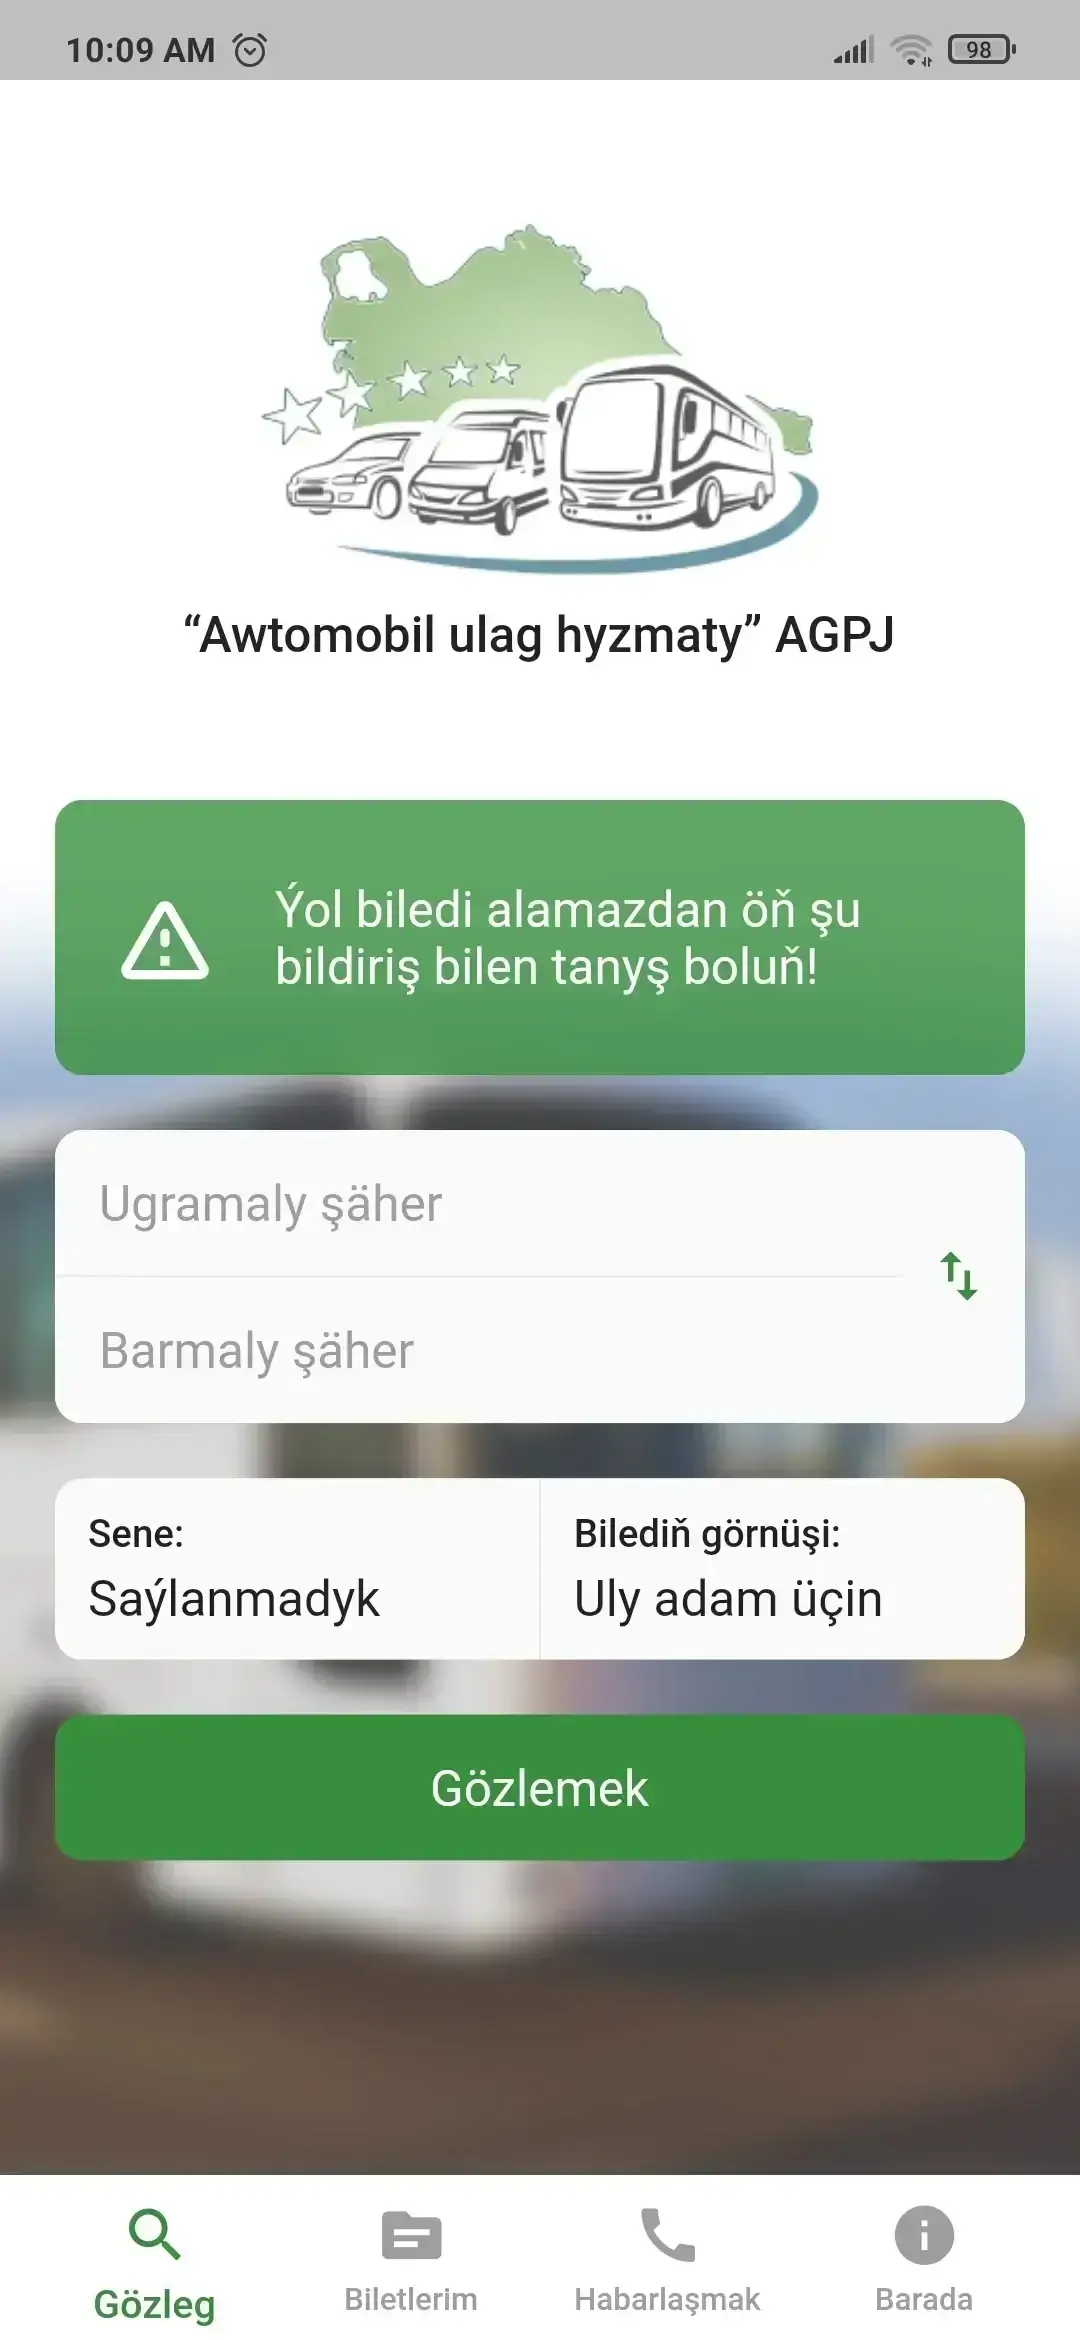 10:09 AM
98
“Awtomobil ulag hyzmaty” AGPJ
Ýol biledi alamazdan öň şu
bildiriş bilen tanyş boluň!
Ugramaly şäher
Barmaly şäher
Sene:
Saýlanmadyk
Bilediň görnüşi:
Uly adam üçin
Gözlemek
Gözleg
Biletlerim
Habarlaşmak
Barada